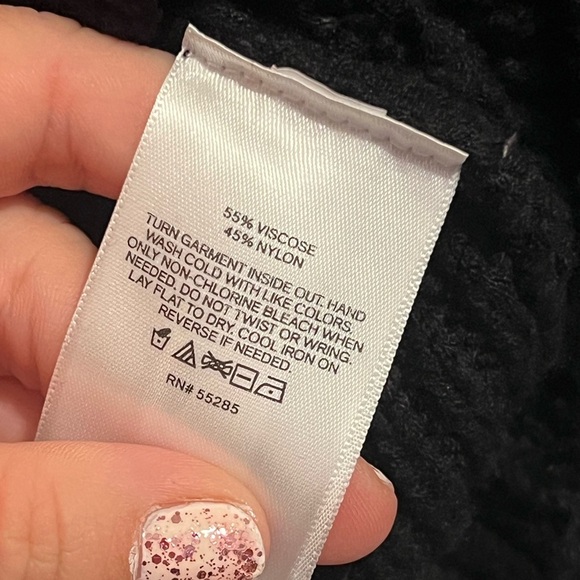 55% VISCOSE
45% NYLON
TURN GARMENT INSIDE OUT. HAND
WASH COLD WITH LIKE COLORS.
ONLY NON-CHLORINE BLEACH WHEN
NEEDED. DO NOT TWIST OR WRING.
LAY FLAT TO DRY. COOL IRON ON
REVERSE IF NEEDED.
RN# 55285